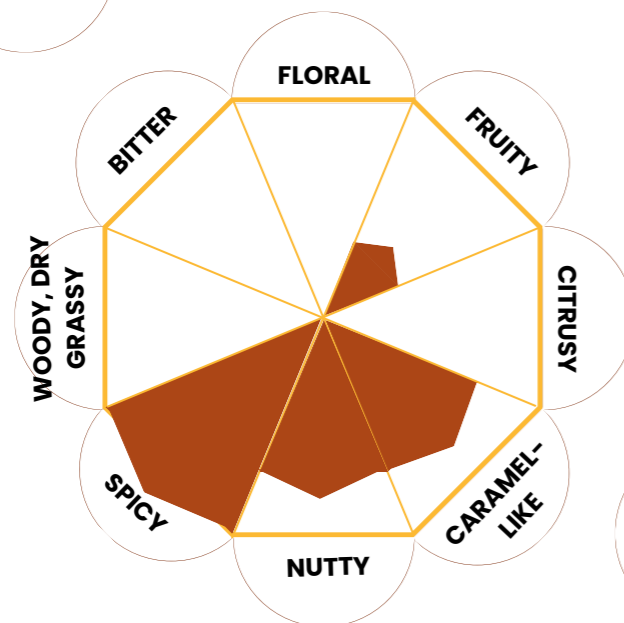 FLORAL
FRUITY
CITRUSY
CARAMEL-
LIKE
NUTTY
SPICY
WOODY, DRY
GRASSY
BITTER